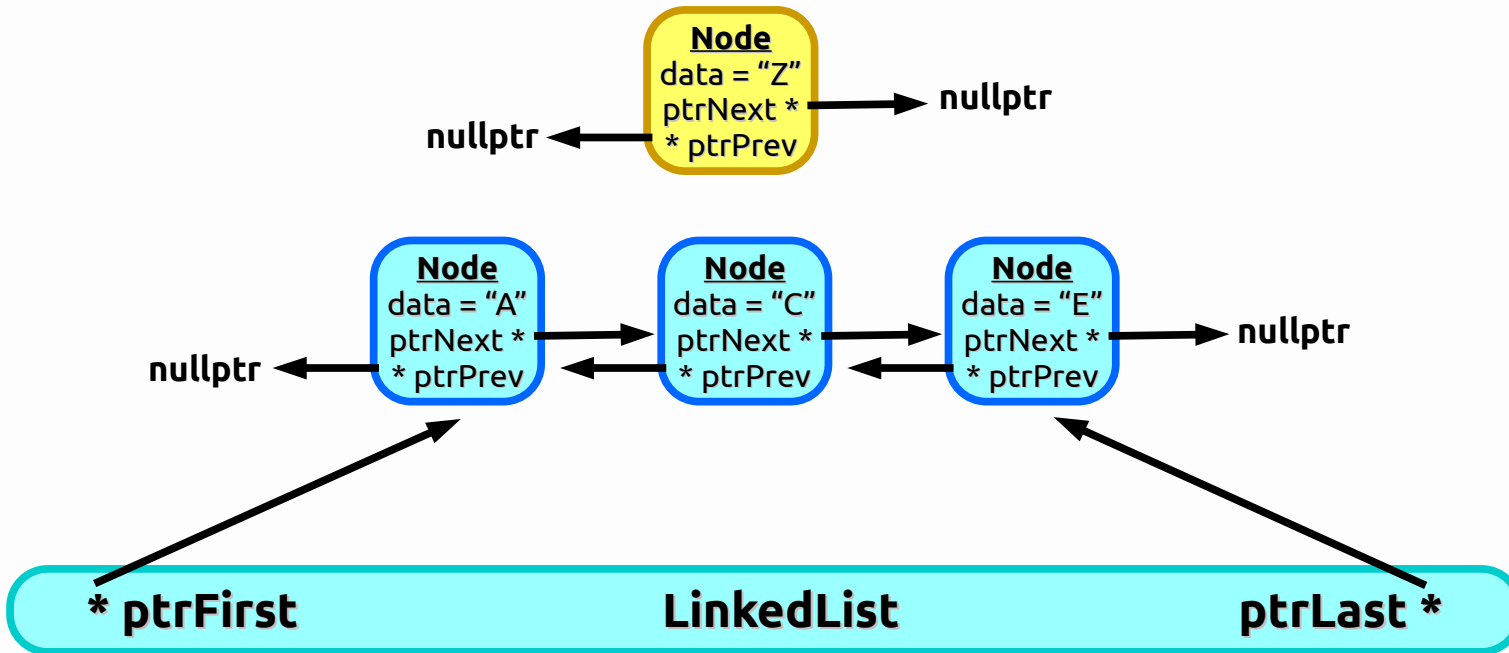 Node
data = “Z”
ptrNext *
nullptr
nullptr
* ptrPrev
Node
data = “A”
ptrNext *
* ptrPrev
nullptr
Node
data = “C”
ptrNext *
* ptrPrev
Node
data = “E”
ptrNext *
* ptrPrev
nullptr
* ptrFirst
LinkedList
ptrLast *